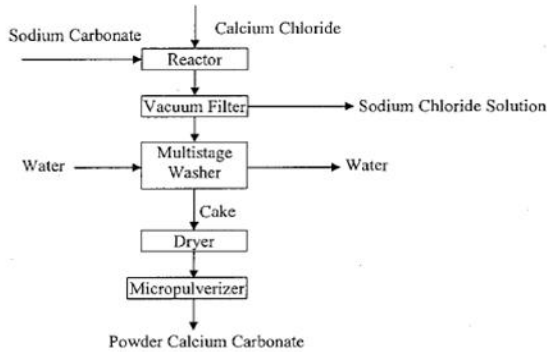 Calcium Chloride
Sodium Carbonate
Reactor
Vacuum Filter
Sodium Chloride Solution
Multistage
Washer
Water
Water
Cake
Dryer
Micropulverizer
Powder Calcium Carbonate